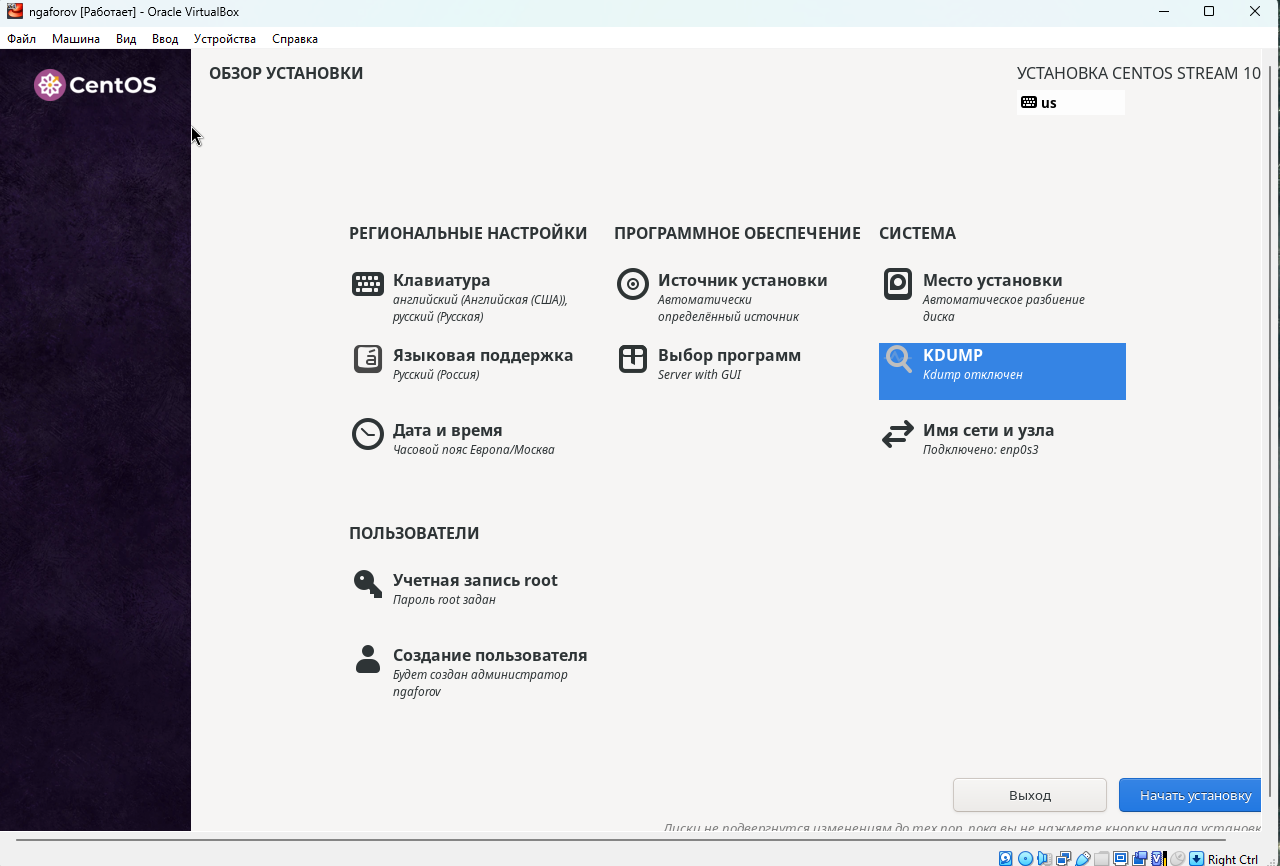 ngaforov [Работает] - Oracle VirtualBox
Файл Машина Вид Ввод Устройства Справка
CentOS
ОБЗОР УСТАНОВКИ
УСТАНОВКА CENTOS STREAM 10
us
РЕГИОНАЛЬНЫЕ НАСТРОЙКИ
Клавиатура
английский (Английская (США)),
русский (Русская)
Языковая поддержка
Русский (Россия)
Дата и время
Часовой пояс Европа/Москва
ПРОГРАММНОЕ ОБЕСПЕЧЕНИЕ
Источник установки
Автоматически
определённый источник
Выбор программ
Server with GUI
СИСТЕМА
Место установки
Автоматическое разбиение
диска
KDUMP
Kdump отключен
Имя сети и узла
Подключено: enp0s3
ПОЛЬЗОВАТЕЛИ
Учетная запись root
Пароль root задан
Создание пользователя
Будет создан администратор
ngaforov
Выход
Начать установку
Диски не подвергнутся изменениям до тех пор, пока вы не нажмете кнопку начала установк
Right Ctrl